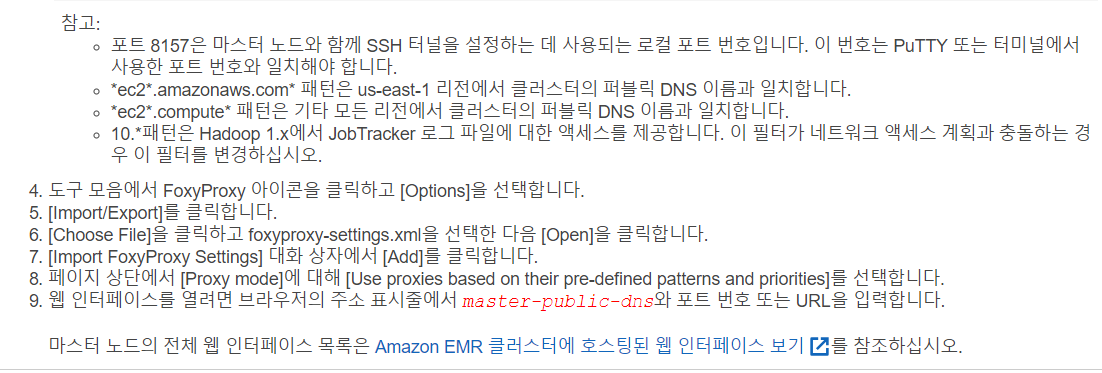 참고:
포트 8157은 마스터 노드와 함께 SSH 터널을 설정하는 데 사용되는 로컬 포트 번호입니다. 이 번호는 PuTTY 또는 터미널에서
사용한 포트 번호와 일치해야 합니다.
*ec2*.amazonaws.com* 패턴은 us-east-1 리전에서 클러스터의 퍼블릭 DNS 이름과 일치합니다.
*ec2*.compute* 패턴은 기타 모든 리전에서 클러스터의 퍼블릭 DNS 이름과 일치합니다.
10.*패턴은 Hadoop 1.x에서 JobTracker 로그 파일에 대한 액세스를 제공합니다. 이 필터가 네트워크 액세스 계획과 충돌하는 경
우 이 필터를 변경하십시오.
4. 도구 모음에서 FoxyProxy 아이콘을 클릭하고 [Options]을 선택합니다.
5. [Import/Export]를 클릭합니다.
6. [Choose File]을 클릭하고 foxyproxy-settings.xml을 선택한 다음 [Open]을 클릭합니다.
7. [Import FoxyProxy Settings] 대화 상자에서 [Add]를 클릭합니다.
8. 페이지 상단에서 [Proxy mode]에 대해 [Use proxies based on their pre-defined patterns and priorities]를 선택합니다.
9. 웹 인터페이스를 열려면 브라우저의 주소 표시줄에서 master-public-dns와 포트 번호 또는 URL을 입력합니다.
마스터 노드의 전체 웹 인터페이스 목록은 Amazon EMR 클러스터에 호스팅된 웹 인터페이스 보기를 참조하십시오.